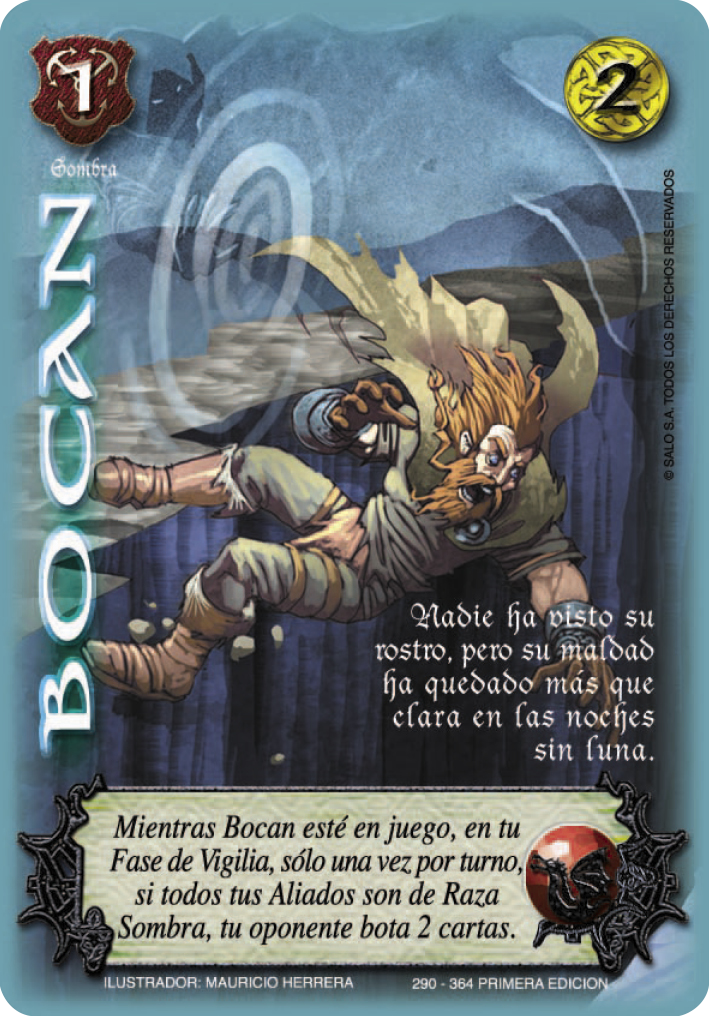 1
2
Sombra
BOCAN
© SALO S.A. TODOS LOS DERECHOS RESERVADOS
Nadie ha visto su
rostro, pero su maldad
ha quedado más que
clara en las noches
sin luna.
Mientras Bocan esté en juego, en tu
Fase de Vigilia, sólo una vez por turno,
si todos tus Aliados son de Raza
Sombra, tu oponente bota 2 cartas.
ILUSTRADOR: MAURICIO HERRERA
290 - 364 PRIMERA EDICION